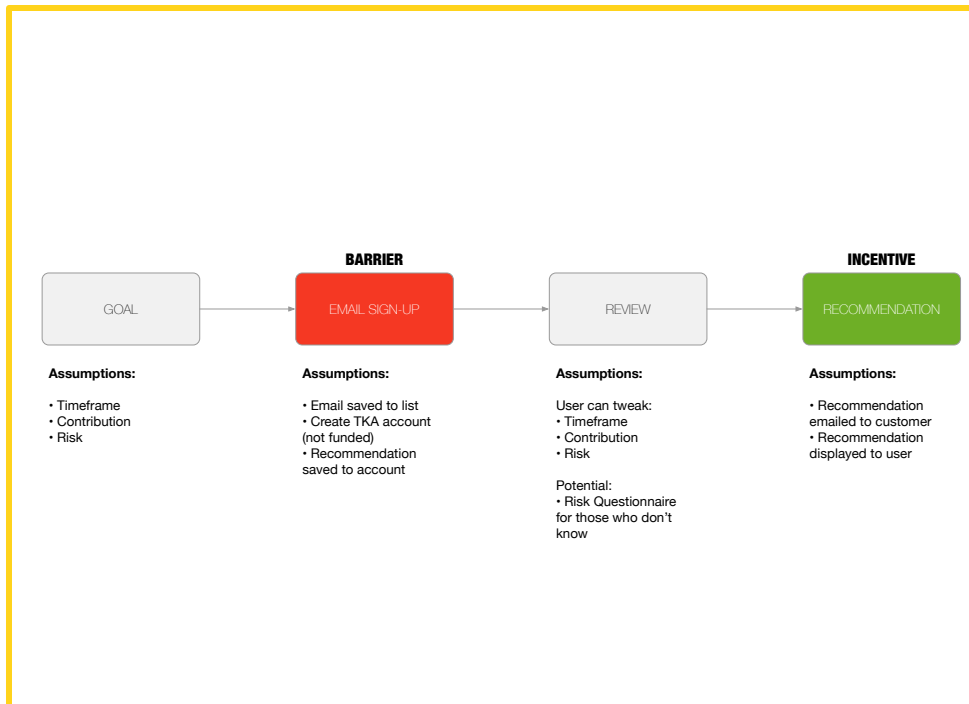 BARRIER
INCENTIVE
GOAL
EMAIL SIGN-UP
REVIEW
RECOMMENDATION
Assumptions:
• Timeframe
• Contribution
• Risk
Assumptions:
• Email saved to list
• Create TKA account
(not funded)
• Recommendation
saved to account
Assumptions:
User can tweak:
• Timeframe
• Contribution
• Risk
Potential:
• Risk Questionnaire
for those who don’t
know
Assumptions:
• Recommendation
emailed to customer
• Recommendation
displayed to user